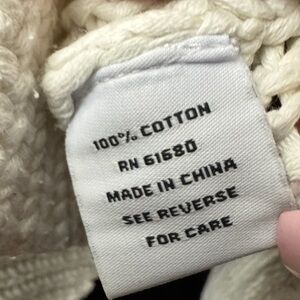 100% COTTON
RN 61680
MADE IN CHINA
SEE REVERSE
FOR CARE